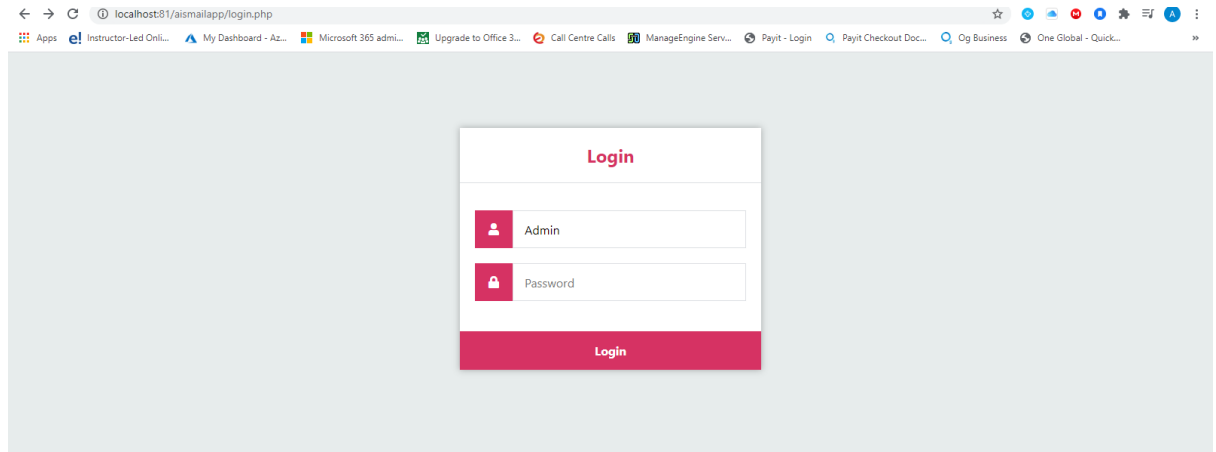 localhost:81/aismailapp/login.php
A
Apps Instructor-Led Onli... My Dashboard - Az... Microsoft 365 admi... Upgrade to Office 3... Call Centre Calls ManageEngine Serv... Payit - Login Payit Checkout Doc... Og Business One Global - Quick... »
Login
Admin
Password
Login